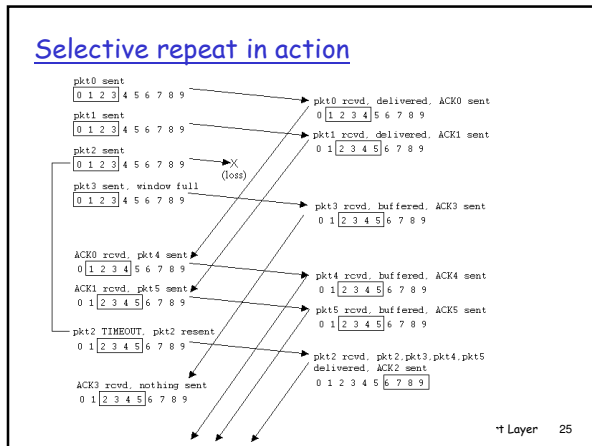 Selective repeat in action
pkt0 sent
0 1 2 3 4 5 6 7 8 9
pkt1 sent
0 1 2 3 4 5 6 7 8 9
pkt2 sent
0 1 2 3 4 5 6 7 8 9
X
(loss)
pkt3 sent, window full
0 1 2 3 4 5 6 7 8 9
ACK0 rcvd, pkt4 sent
0 1 2 3 4 5 6 7 8 9
ACK1 rcvd, pkt5 sent
0 1 2 3 4 5 6 7 8 9
pkt2 TIMEOUT, pkt2 resent
0 1 2 3 4 5 6 7 8 9
ACK3 rcvd, nothing sent
0 1 2 3 4 5 6 7 8 9
pkt0 rcvd, delivered, ACK0 sent
0 1 2 3 4 5 6 7 8 9
pkt1 rcvd, delivered, ACK1 sent
0 1 2 3 4 5 6 7 8 9
pkt3 rcvd, buffered, ACK3 sent
0 1 2 3 4 5 6 7 8 9
pkt4 rcvd, buffered, ACK4 sent
0 1 2 3 4 5 6 7 8 9
pkt5 rcvd, buffered, ACK5 sent
0 1 2 3 4 5 6 7 8 9
pkt2 rcvd, pkt2,pkt3,pkt4,pkt5
delivered, ACK2 sent
0 1 2 3 4 5 6 7 8 9
t Layer 25